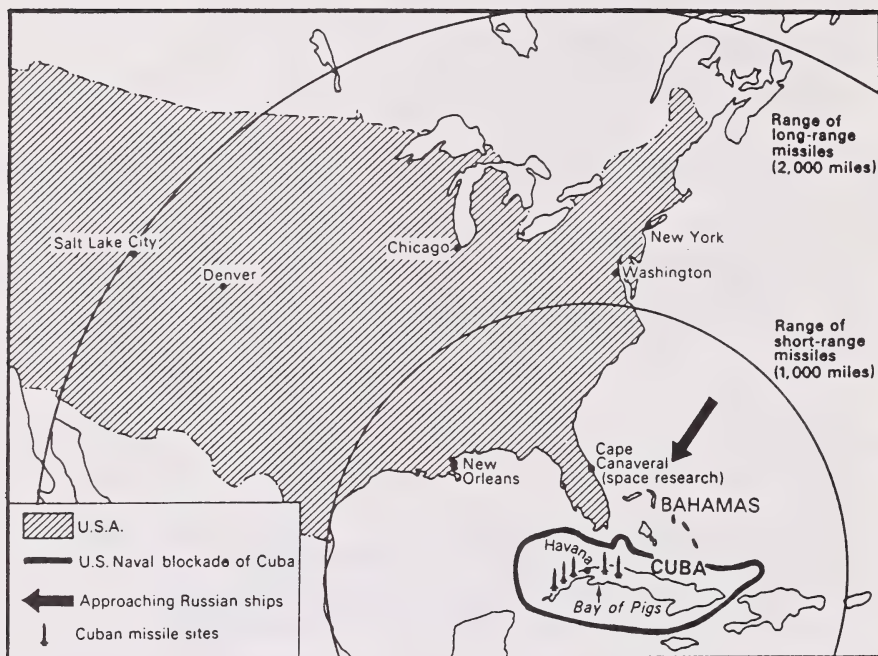 Range of
long-range
missiles
(2,000 miles)
Salt Lake City
Denver
Chicago
New York
Washington
Range of
short-range
missiles
(1,000 miles)
New
Orleans
Cape
Canaveral
(space research)
BAHAMAS
Havana
CUBA
Bay of Pigs
U.S.A.
U.S. Naval blockade of Cuba
Approaching Russian ships
Cuban missile sites